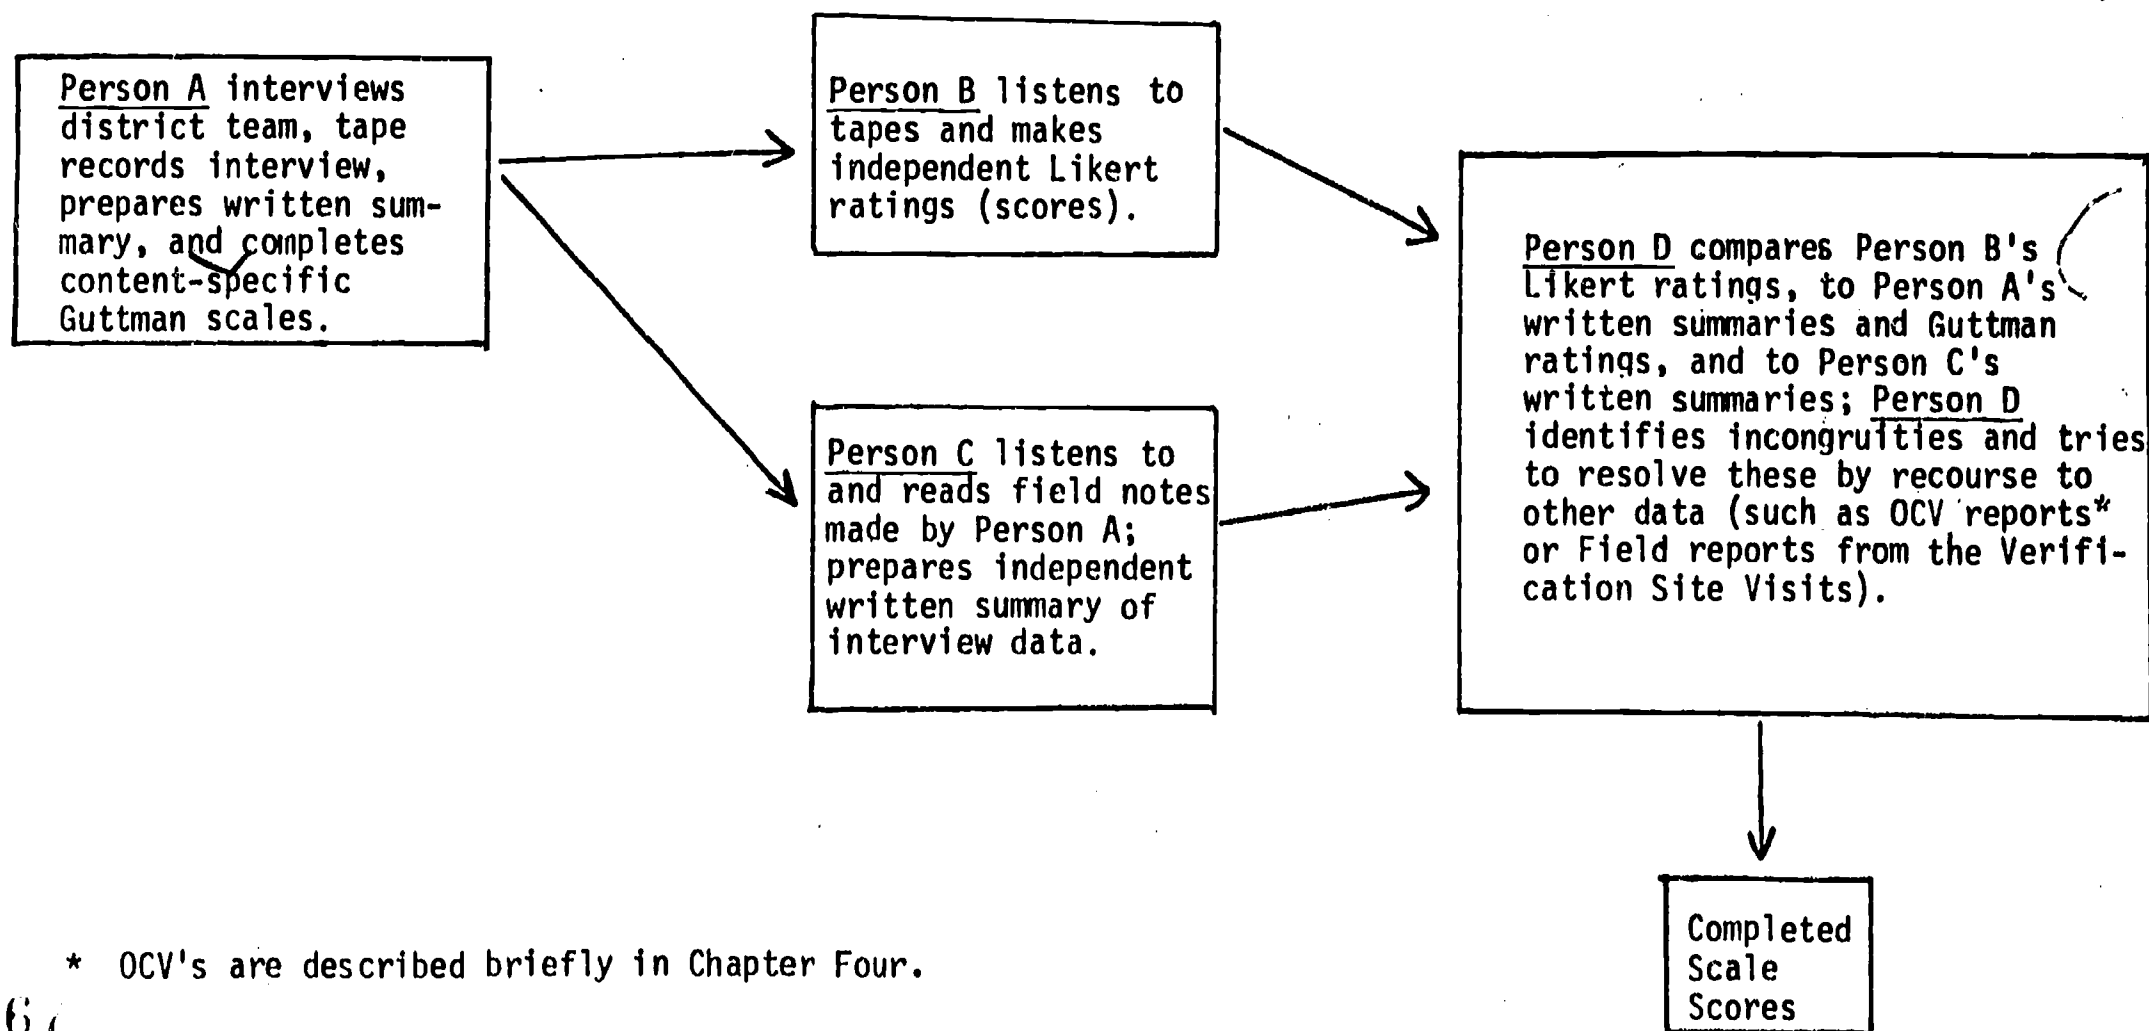 Person A interviews
district team, tape
records interview,
prepares written sum-
mary, and completes
content-specific
Guttman scales.
Person B listens to
tapes and makes
independent Likert
ratings (scores).
Person C listens to
and reads field notes
made by Person A;
prepares independent
written summary of
interview data.
Person D compares Person B's
Likert ratings, to Person A's
written summaries and Guttman
ratings, and to Person C's
written summaries; Person D
identifies incongruities and tries
to resolve these by recourse to
other data (such as OCV reports*
or Field reports from the Verifi-
cation Site Visits).
Completed
Scale
Scores
* OCV's are described briefly in Chapter Four.